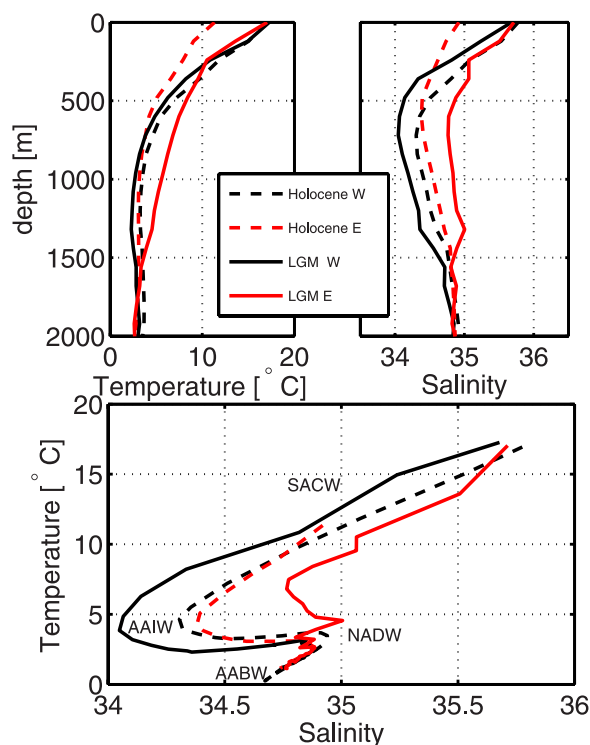 0
500
1000
1500
2000
depth [m]
0 10 20
Temperature [° C]
34 35 36
Salinity
Holocene W
Holocene E
LGM W
LGM E
20
15
10
5
0
Temperature [° C]
SACW
AAIW
NADW
AABW
34 34.5 35 35.5 36
Salinity